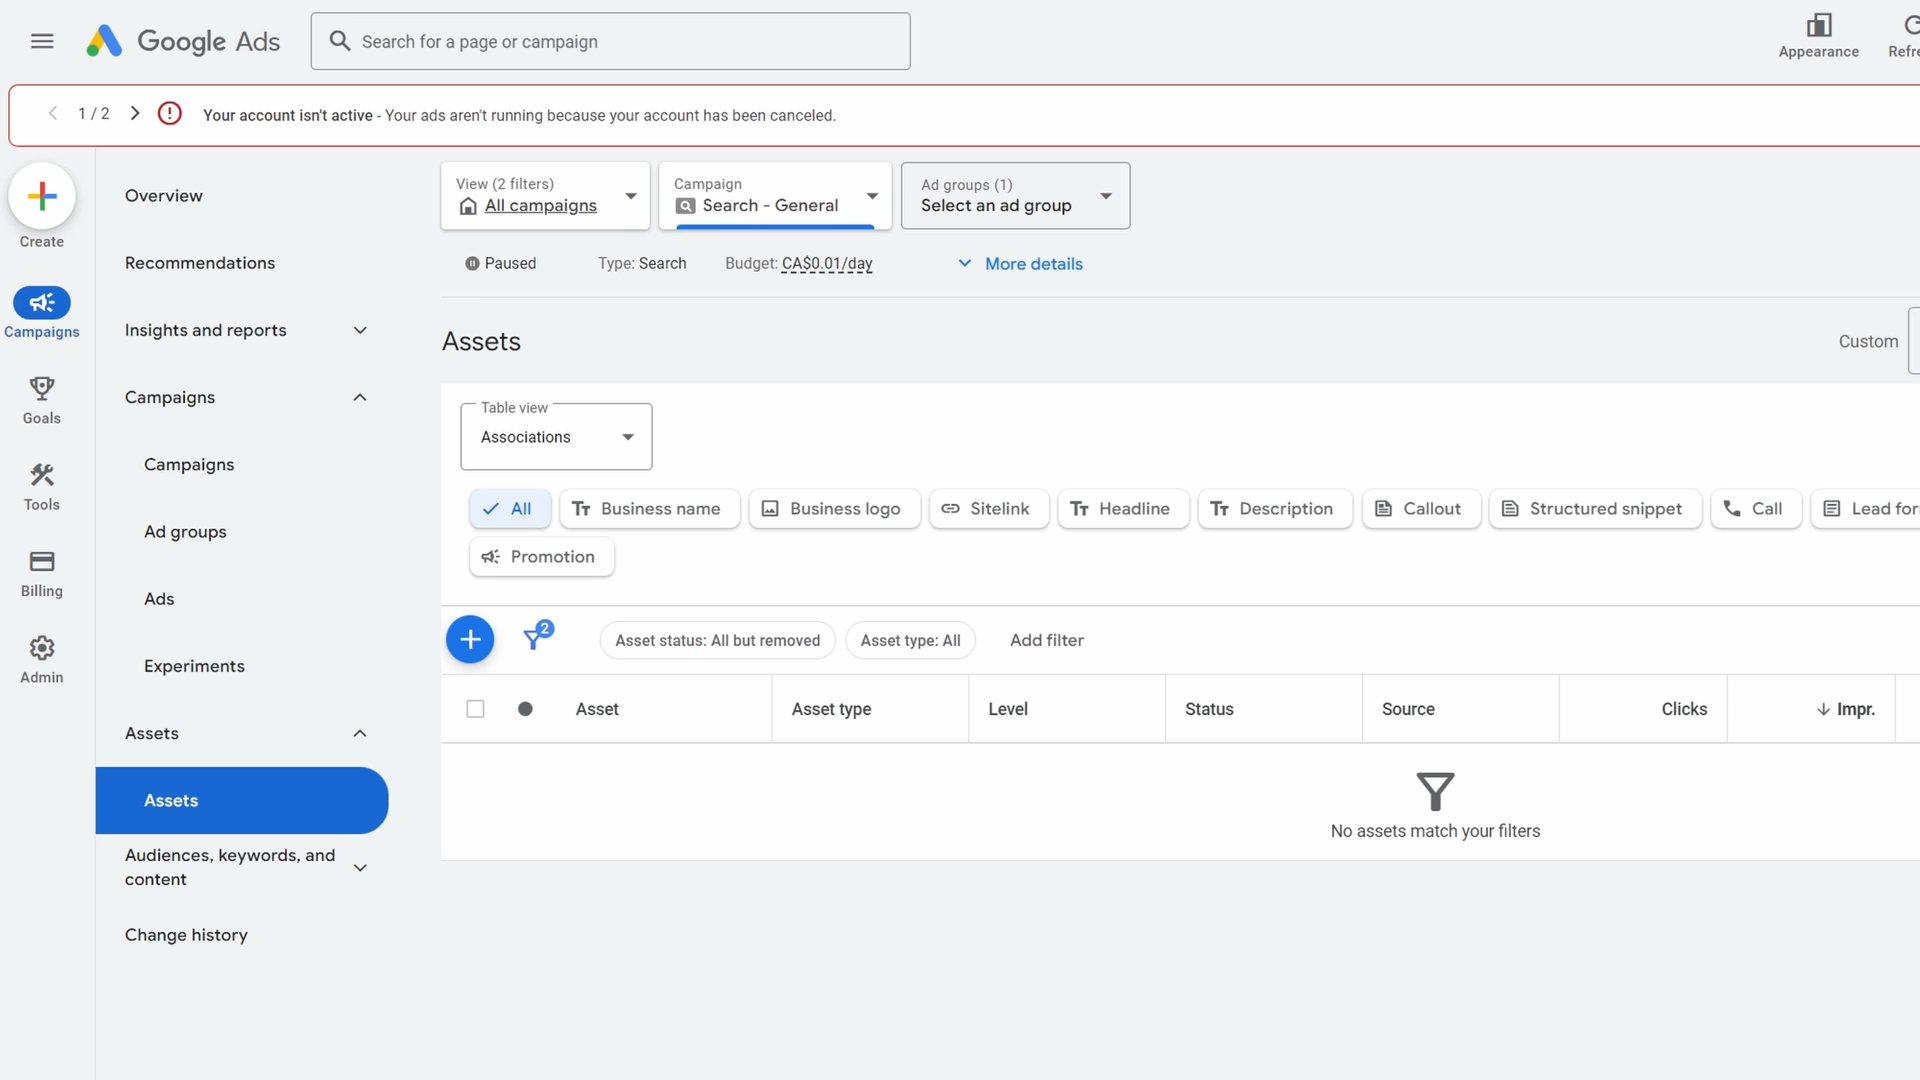 Google Ads
Search for a page or campaign
Appearance
1 / 2
Your account isn't active - Your ads aren't running because your account has been canceled.
Create
Campaigns
Goals
Tools
Billing
Admin
Overview
Recommendations
Insights and reports
Campaigns
Campaigns
Ad groups
Ads
Experiments
Assets
Assets
Audiences, keywords, and
content
Change history
View (2 filters)
All campaigns
Campaign
Search - General
Ad groups (1)
Select an ad group
Paused
Type: Search
Budget: CA$0.01/day
More details
Assets
Custom
Table view
Associations
All
Business name
Business logo
Sitelink
Headline
Description
Callout
Structured snippet
Call
Lead for
Promotion
2
Asset status: All but removed
Asset type: All
Add filter
Asset
Asset type
Level
Status
Source
Clicks
Impr.
No assets match your filters